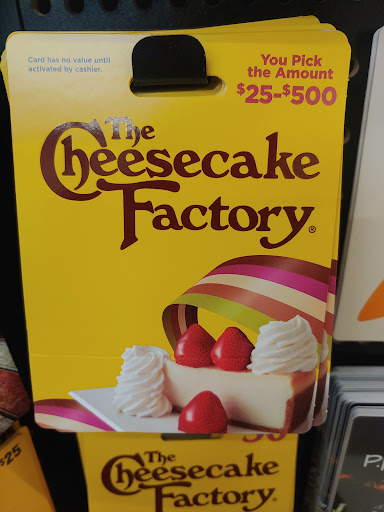 Card has no value until
activated by cashier.
You Pick
the Amount
$25-$500
The
Cheesecake
Factory®
$25
The
Cheesecake
Factory